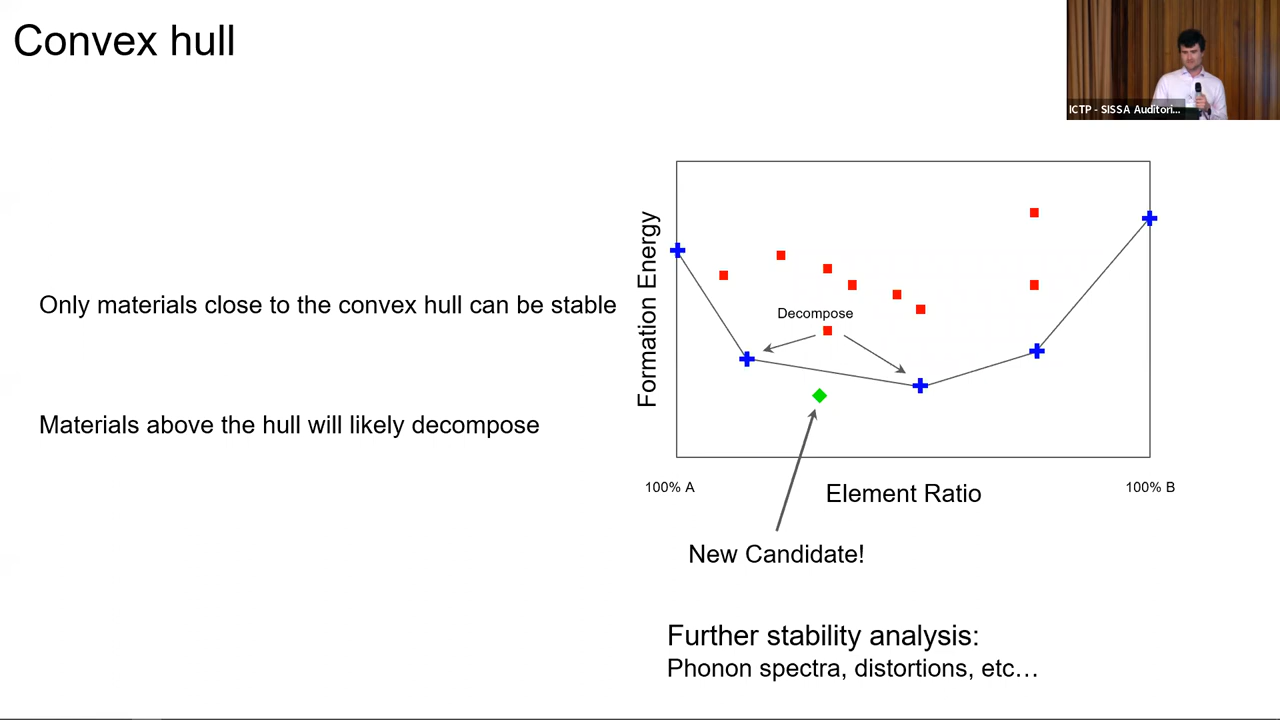 Convex hull
ICTP - SISSA Auditori...
Only materials close to the convex hull can be stable
Materials above the hull will likely decompose
Formation Energy
Decompose
100% A
Element Ratio
100% B
New Candidate!
Further stability analysis:
Phonon spectra, distortions, etc…